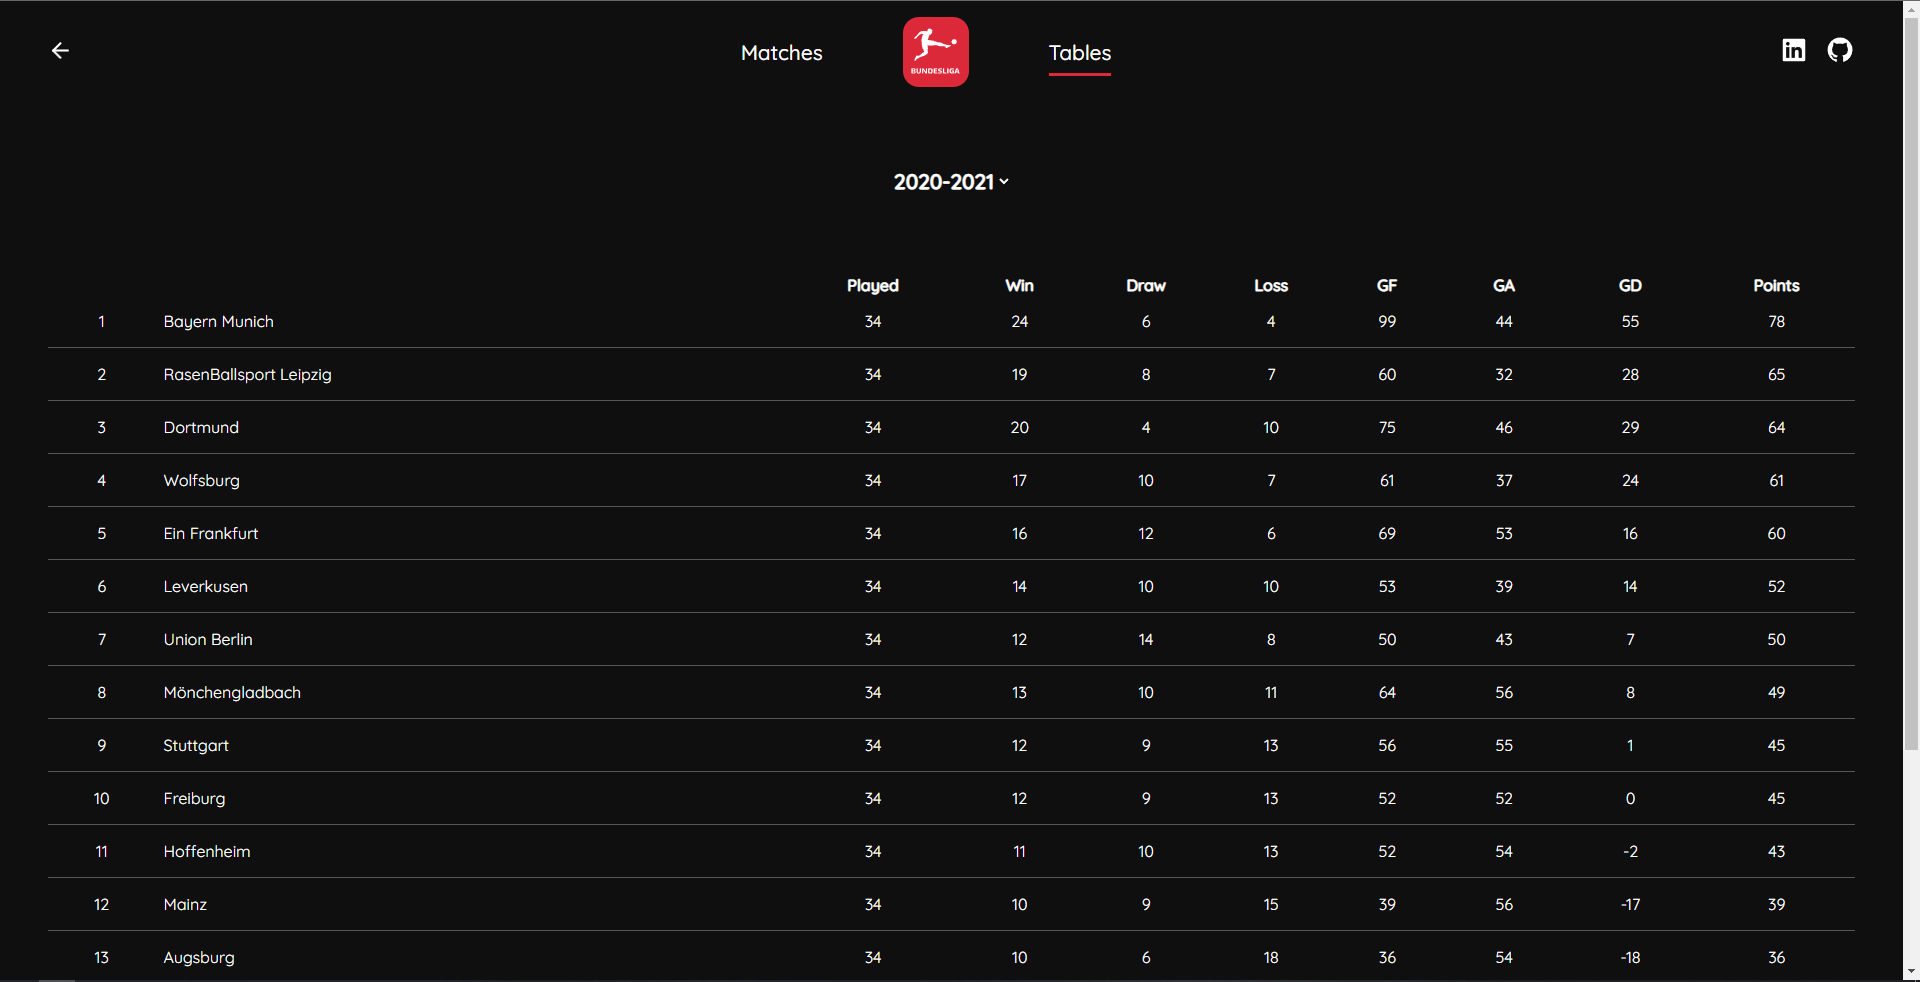 Matches
BUNDESLIGA
Tables
2020-2021
Played Win Draw Loss GF GA GD Points
1 Bayern Munich 34 24 6 4 99 44 55 78
2 RasenBallsport Leipzig 34 19 8 7 60 32 28 65
3 Dortmund 34 20 4 10 75 46 29 64
4 Wolfsburg 34 17 10 7 61 37 24 61
5 Ein Frankfurt 34 16 12 6 69 53 16 60
6 Leverkusen 34 14 10 10 53 39 14 52
7 Union Berlin 34 12 14 8 50 43 7 50
8 Mönchengladbach 34 13 10 11 64 56 8 49
9 Stuttgart 34 12 9 13 56 55 1 45
10 Freiburg 34 12 9 13 52 52 0 45
11 Hoffenheim 34 11 10 13 52 54 -2 43
12 Mainz 34 10 9 15 39 56 -17 39
13 Augsburg 34 10 6 18 36 54 -18 36